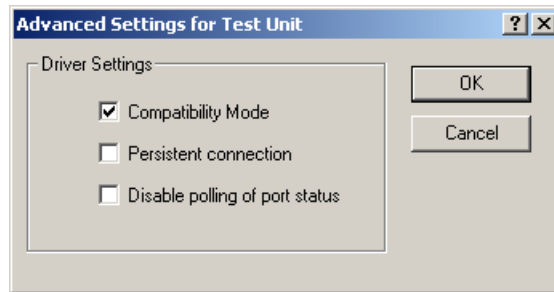 Advanced Settings for Test Unit
Driver Settings
Compatibility Mode
Persistent connection
Disable polling of port status
OK
Cancel